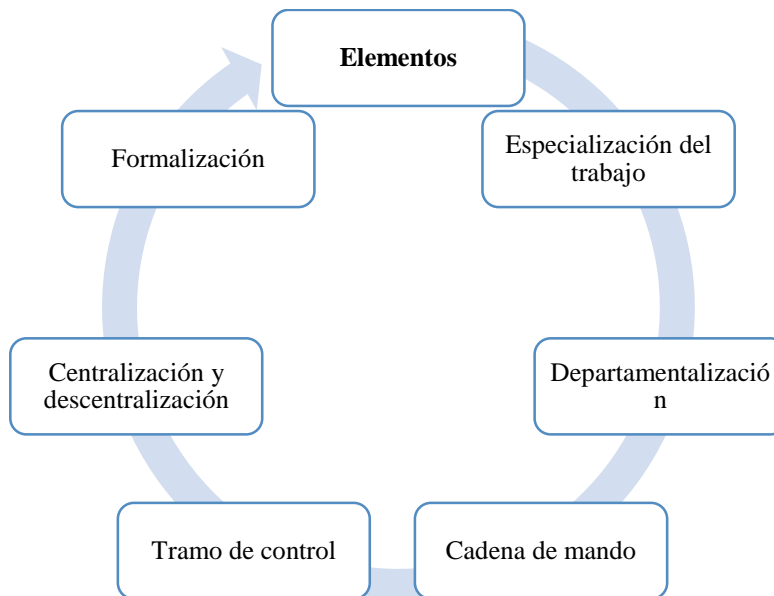 Elementos
Especialización del
trabajo
Departamentalizació
n
Cadena de mando
Tramo de control
Centralización y
descentralización
Formalización